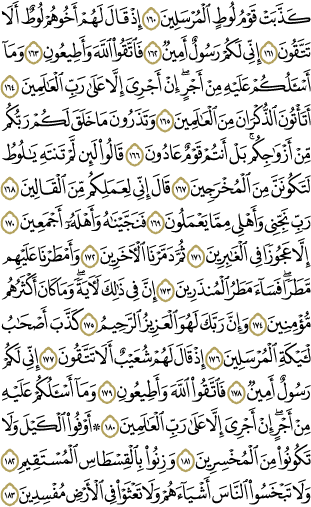 كَذَّبَتْ قَوْمُ لُوطٍ ٱلْمُرْسَلِينَ ١٦٠ إِذْ قَالَ لَهُمْ أَخُوهُمْ لُوطٌ أَلَا
تَتَّقُونَ ١٦١ إِنِّى لَكُمْ رَسُولٌ أَمِينٌ ١٦٢ فَٱتَّقُوا۟ ٱللَّهَ وَأَطِيعُونِ ١٦٣ وَمَآ
أَسْـَٔلُكُمْ عَلَيْهِ مِنْ أَجْرٍ ۖ إِنْ أَجْرِىَ إِلَّا عَلَىٰ رَبِّ ٱلْعَٰلَمِينَ ١٦٤
أَتَأْتُونَ ٱلذُّكْرَانَ مِنَ ٱلْعَٰلَمِينَ ١٦٥ وَتَذَرُونَ مَا خَلَقَ لَكُمْ رَبُّكُم
مِّنْ أَزْوَٰجِكُم ۚ بَلْ أَنتُمْ قَوْمٌ عَادُونَ ١٦٦ قَالُوا۟ لَئِن لَّمْ تَنتَهِ يَٰلُوطُ
لَتَكُونَنَّ مِنَ ٱلْمُخْرَجِينَ ١٦٧ قَالَ إِنِّى لِعَمَلِكُم مِّنَ ٱلْقَالِينَ ١٦٨
رَبِّ نَجِّنِى وَأَهْلِى مِمَّا يَعْمَلُونَ ١٦٩ فَنَجَّيْنَٰهُ وَأَهْلَهُۥٓ أَجْمَعِينَ ١٧٠
إِلَّا عَجُوزًا فِى ٱلْغَٰبِرِينَ ١٧١ ثُمَّ دَمَّرْنَا ٱلْءَاخَرِينَ ١٧٢ وَأَمْطَرْنَا عَلَيْهِم
مَّطَرًا ۖ فَسَآءَ مَطَرُ ٱلْمُنذَرِينَ ١٧٣ إِنَّ فِى ذَٰلِكَ لَءَايَةً ۖ وَمَا كَانَ أَكْثَرُهُم
مُّؤْمِنِينَ ١٧٤ وَإِنَّ رَبَّكَ لَهُوَ ٱلْعَزِيزُ ٱلرَّحِيمُ ١٧٥ كَذَّبَ أَصْحَٰبُ
لْـَٔيْكَةِ ٱلْمُرْسَلِينَ ١٧٦ إِذْ قَالَ لَهُمْ شُعَيْبٌ أَلَا تَتَّقُونَ ١٧٧ إِنِّى لَكُمْ
رَسُولٌ أَمِينٌ ١٧٨ فَٱتَّقُوا۟ ٱللَّهَ وَأَطِيعُونِ ١٧٩ وَمَآ أَسْـَٔلُكُمْ عَلَيْهِ
مِنْ أَجْرٍ ۖ إِنْ أَجْرِىَ إِلَّا عَلَىٰ رَبِّ ٱلْعَٰلَمِينَ ١٨٠ ۞ أَوْفُوا۟ ٱلْكَيْلَ وَلَا
تَكُونُوا۟ مِنَ ٱلْمُخْسِرِينَ ١٨١ وَزِنُوا۟ بِٱلْقِسْطَاسِ ٱلْمُسْتَقِيمِ ١٨٢
وَلَا تَبْخَسُوا۟ ٱلنَّاسَ أَشْيَآءَهُمْ وَلَا تَعْثَوْا۟ فِى ٱلْأَرْضِ مُفْسِدِينَ ١٨٣